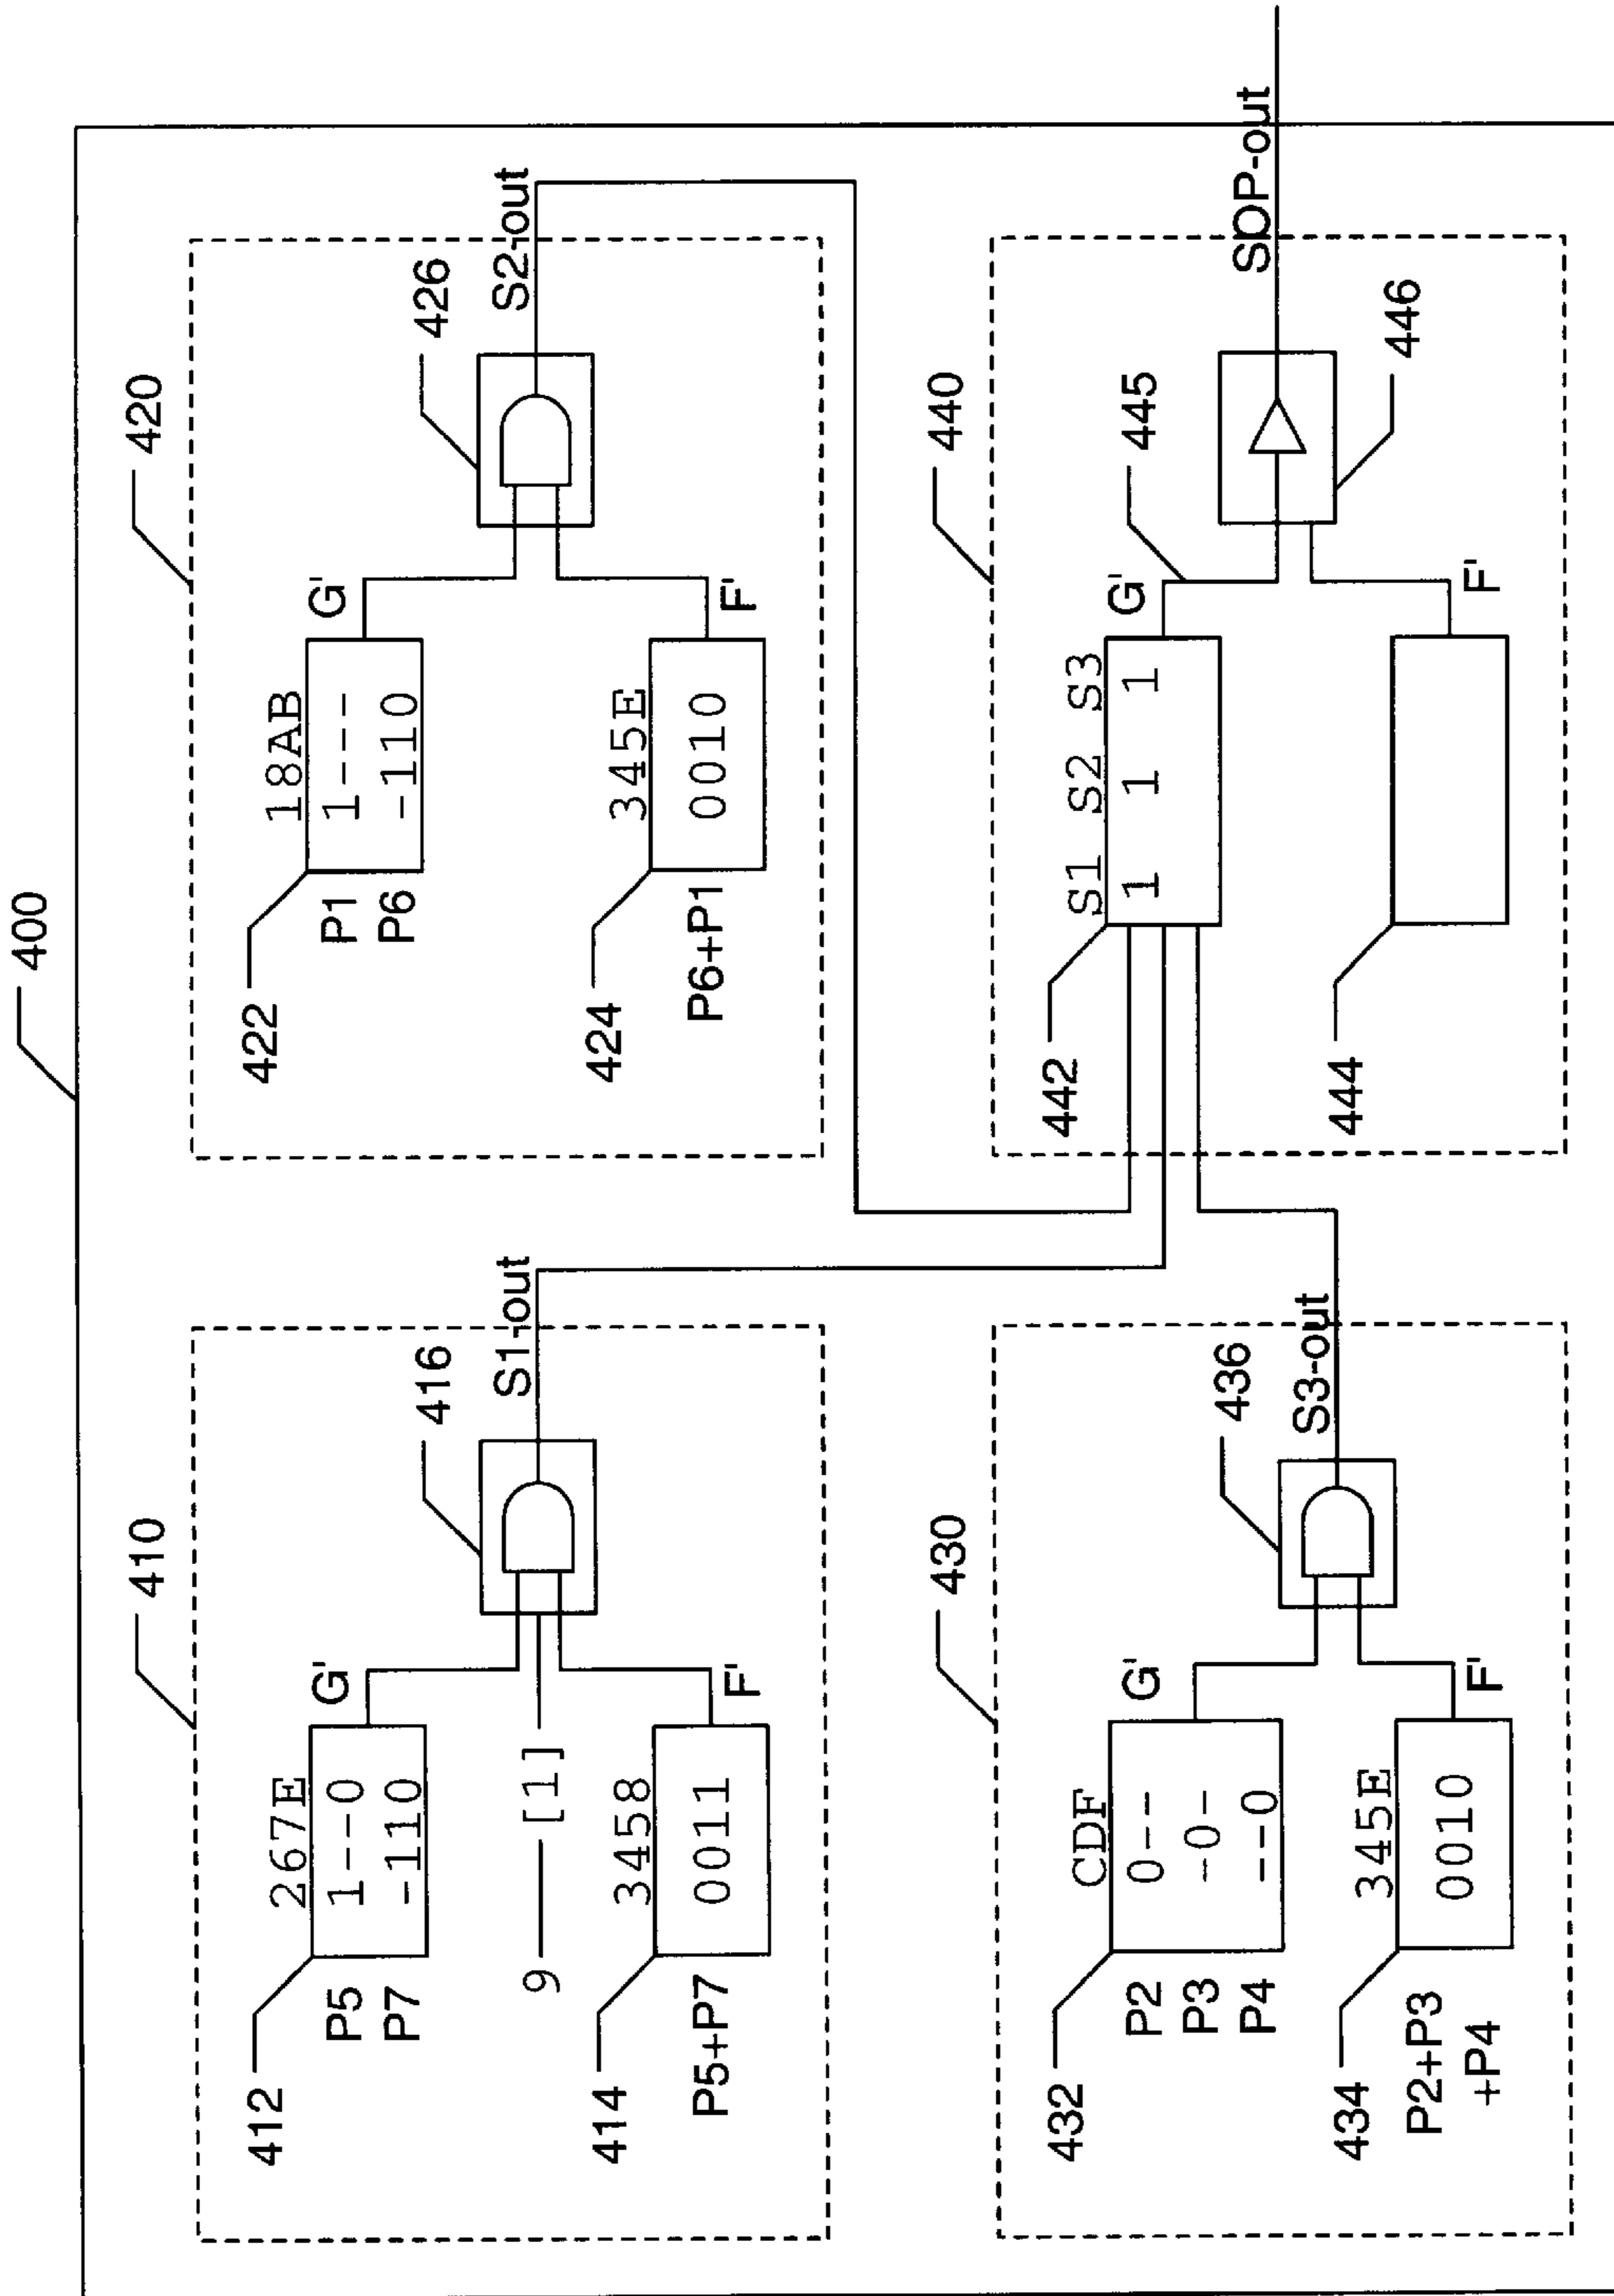 400
410
412
267E
G'
P5
1--0
P7
-110
416
S1-out
9
[1]
414
3458
F'
P5+P7
0011
420
422
18AB
G'
P1
1---
P6
-110
426
S2-out
424
345E
F'
P6+P1
0010
430
432
CDF
G'
P2
0--
P3
-0-
P4
--0
436
S3-out
434
345E
F'
P2+P3
+P4
0010
440
442
S1 S2 S3
1 1 1
G'
445
SOP-out
446
444
F'